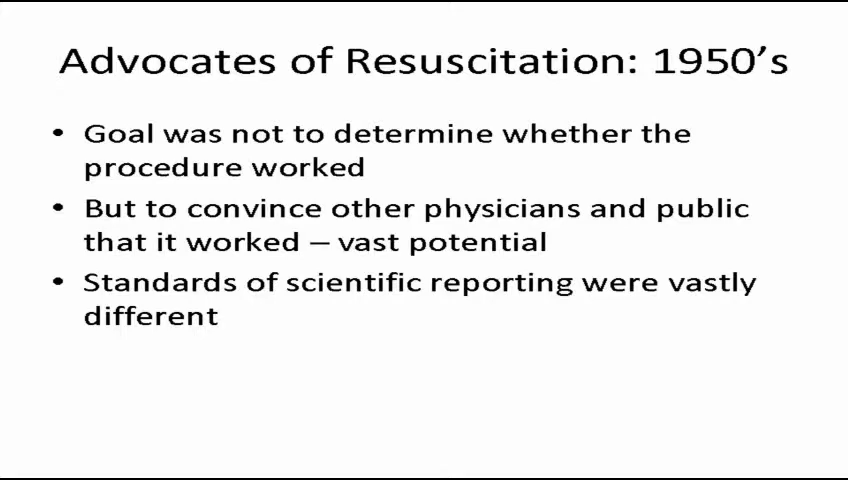 Advocates of Resuscitation: 1950’s
• Goal was not to determine whether the
procedure worked
• But to convince other physicians and public
that it worked – vast potential
• Standards of scientific reporting were vastly
different